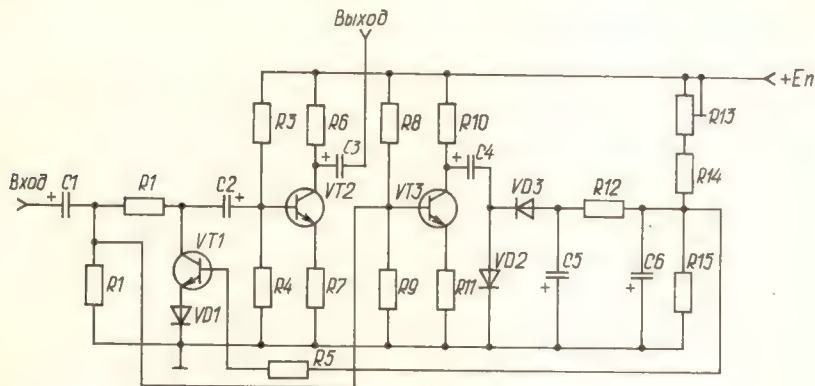 Выход
+Еп
R3
R6
R8
R10
R13
C3
C4
Вход
C1
R1
C2
VT2
VT3
VD3
R12
R14
VT1
R1
VD1
R4
R7
R9
R11
VD2
C5
C6
R15
R5
+
+
+
+
+
+